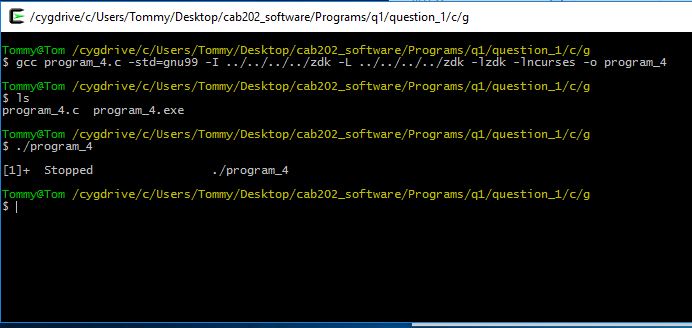 /cygdrive/c/Users/Tommy/Desktop/cab202_software/Programs/q1/question_1/c/g
Tommy@Tom /cygdrive/c/Users/Tommy/Desktop/cab202_software/Programs/q1/question_1/c/g
$ gcc program_4.c -std=gnu99 -I ../../../../zdk -L ../../../../zdk -lzdk -lncurses -o program_4
Tommy@Tom /cygdrive/c/Users/Tommy/Desktop/cab202_software/Programs/q1/question_1/c/g
$ ls
program_4.c  program_4.exe
Tommy@Tom /cygdrive/c/Users/Tommy/Desktop/cab202_software/Programs/q1/question_1/c/g
$ ./program_4
[1]+  Stopped                 ./program_4
Tommy@Tom /cygdrive/c/Users/Tommy/Desktop/cab202_software/Programs/q1/question_1/c/g
$